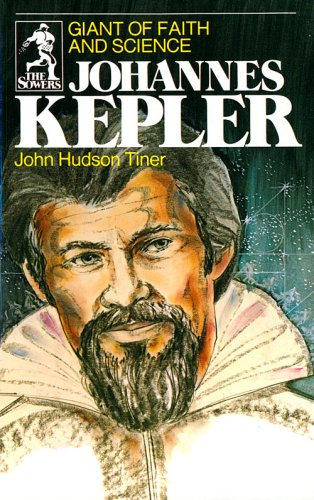 GIANT OF FAITH
AND SCIENCE
THE
SOWERS
JOHANNES
KEPLER
John Hudson Tiner